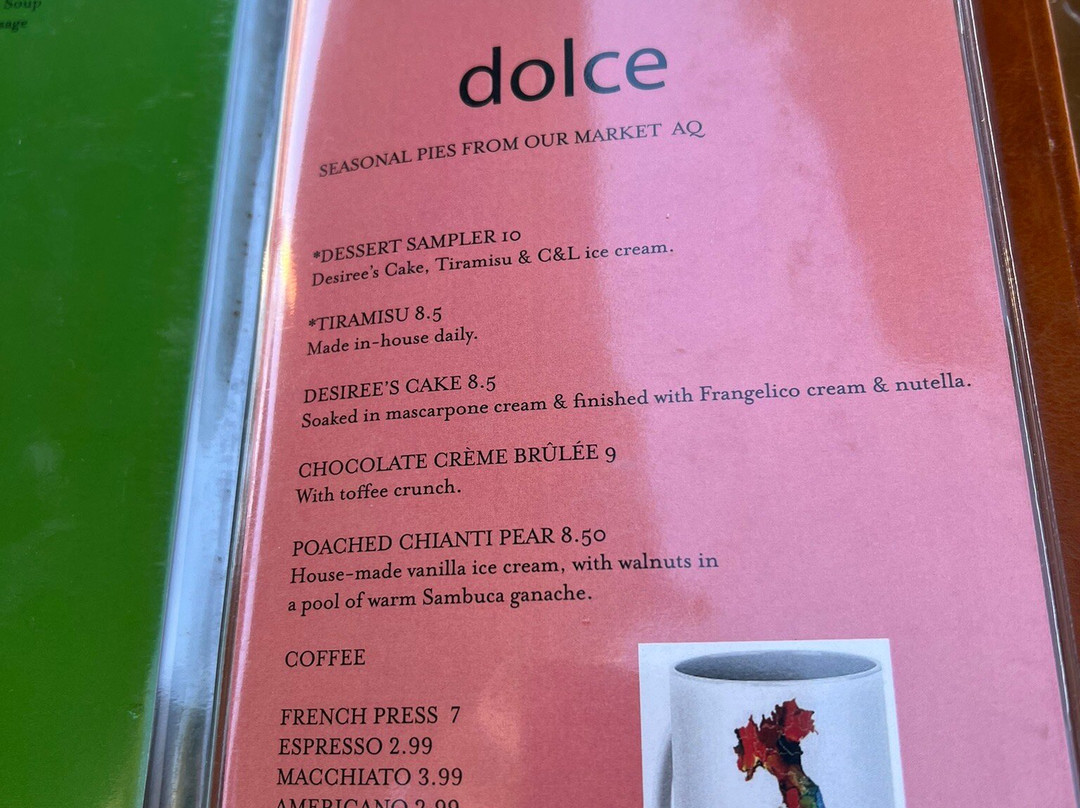 Soup
dolce
SEASONAL PIES FROM OUR MARKET AQ
*DESSERT SAMPLER 10
Desiree's Cake, Tiramisu & C&L ice cream.
*TIRAMISU 8.5
Made in-house daily.
DESIREE'S CAKE 8.5
Soaked in mascarpone cream & finished with Frangelico cream & nutella.
CHOCOLATE CRÈME BRÛLÉE 9
With toffee crunch.
POACHED CHIANTI PEAR 8.50
House-made vanilla ice cream, with walnuts in
a pool of warm Sambuca ganache.
COFFEE
FRENCH PRESS 7
ESPRESSO 2.99
MACCHIATO 3.99
AMERICANO 2.99